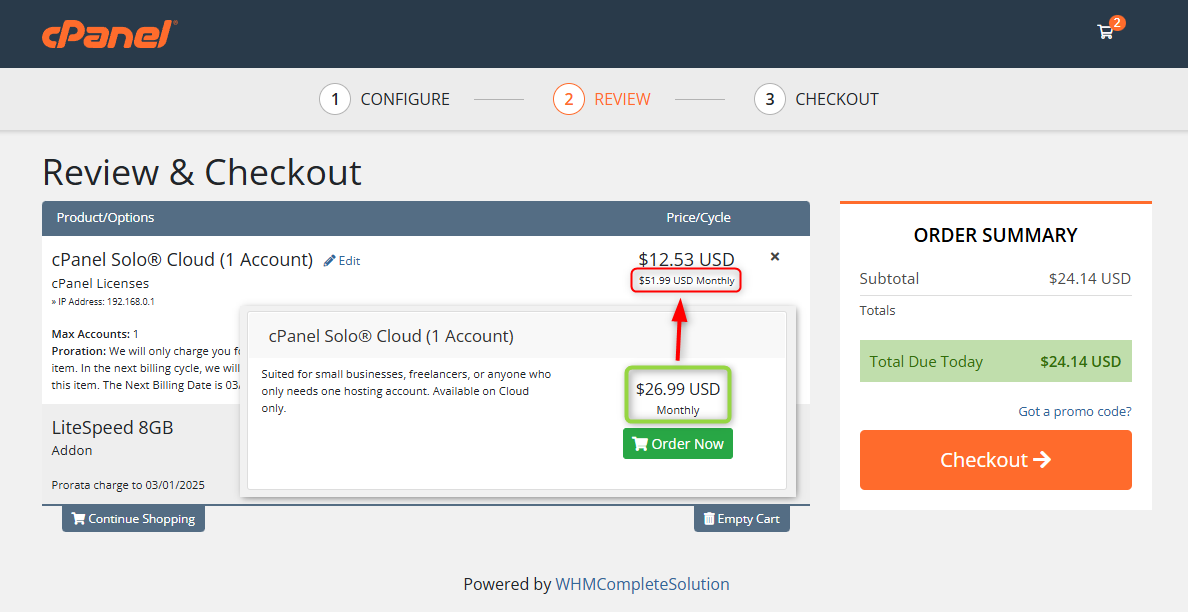 cPanel®
2
1 CONFIGURE
2 REVIEW
3 CHECKOUT
Review & Checkout
Product/Options Price/Cycle
cPanel Solo® Cloud (1 Account) Edit $12.53 USD
$51.99 USD Monthly
cPanel Licenses
» IP Address: 192.168.0.1
Max Accounts: 1
Proration: We will only charge you
item. In the next billing cycle, we will
this item. The Next Billing Date is 03/
LiteSpeed 8GB
Addon
Prorata charge to 03/01/2025
cPanel Solo® Cloud (1 Account)
Suited for small businesses, freelancers, or anyone who
only needs one hosting account. Available on Cloud
only.
$26.99 USD
Monthly
Order Now
Continue Shopping
Empty Cart
ORDER SUMMARY
Subtotal $24.14 USD
Totals
Total Due Today $24.14 USD
Got a promo code?
Checkout
Powered by WHMCompleteSolution